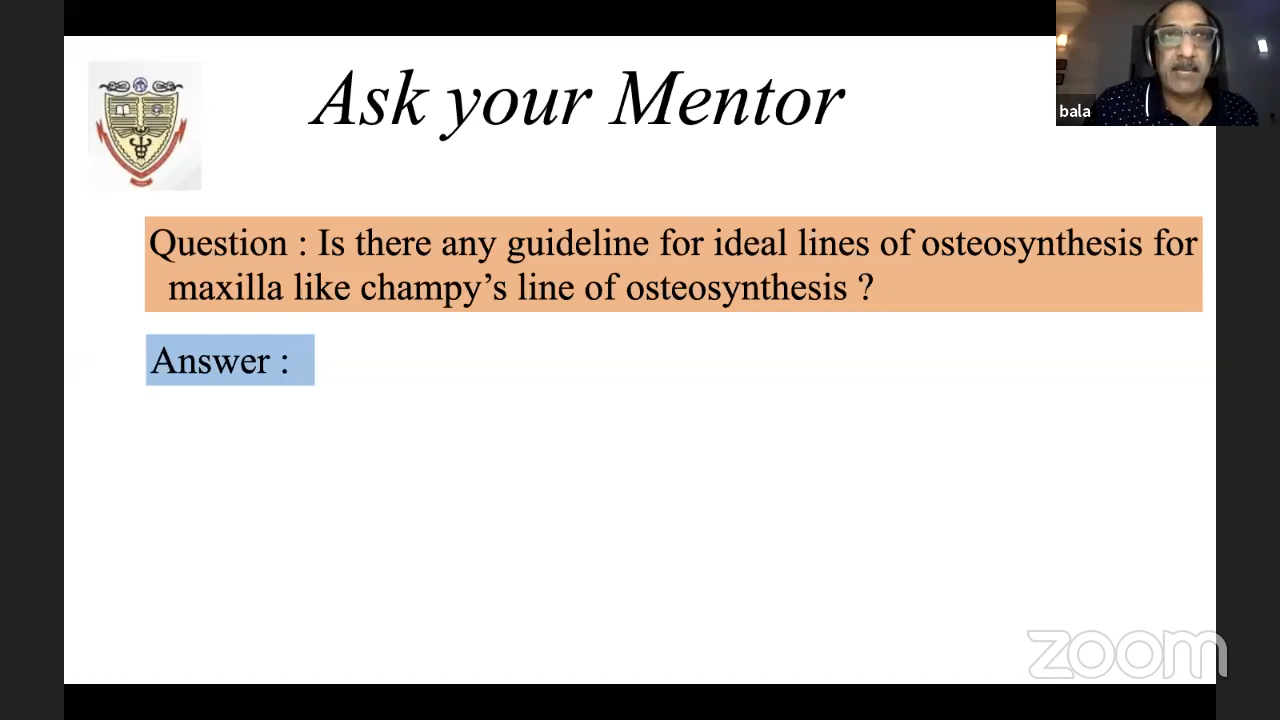 Ask your Mentor
bala
Question : Is there any guideline for ideal lines of osteosynthesis for
maxilla like champy’s line of osteosynthesis ?
Answer :
zoom